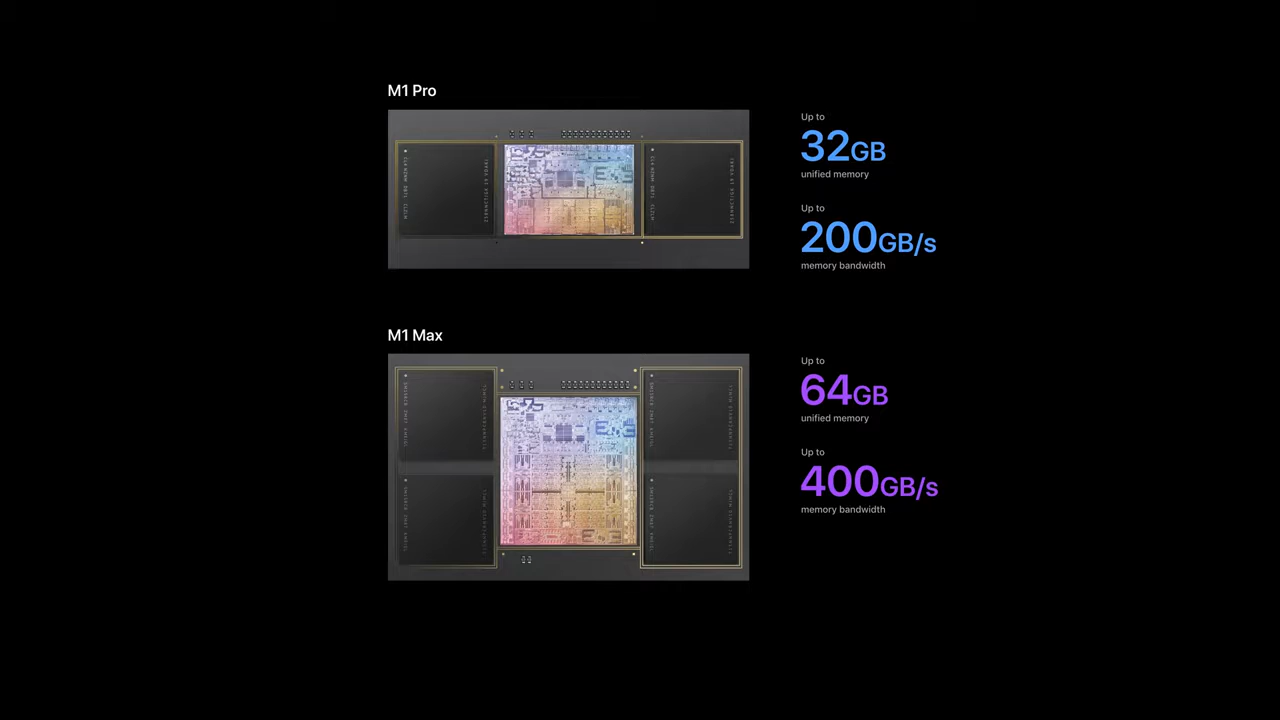 M1 Pro
Up to
32GB
unified memory
Up to
200GB/s
memory bandwidth
M1 Max
Up to
64GB
unified memory
Up to
400GB/s
memory bandwidth